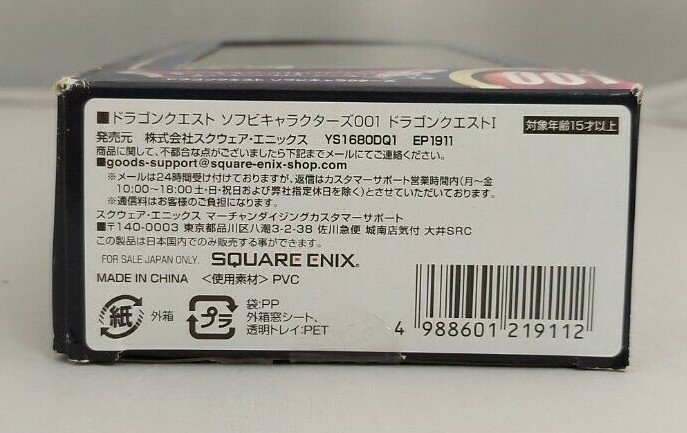 001
■ドラゴンクエスト ソフビキャラクターズ001 ドラゴンクエストI
対象年齢15才以上
発売元 株式会社スクウェア・エニックス YS1680DQ1 EP1911
商品に関して、不都合な点がございましたら下記までメールにてご連絡ください。
■goods-support@square-enix-shop.com
※メールは24時間受け付けておりますが、返信はカスタマーサポート営業時間内(月〜金
10:00〜18:00 土・日・祝日および弊社指定休日を除く)とさせていただいております。
※通信料はお客様のご負担になります。
スクウェア・エニックス マーチャンダイジングカスタマーサポート
■〒140-0003 東京都品川区八潮3-2-38 佐川急便 城南店気付 大井SRC
この製品は日本国内でのみ販売する事ができます。
FOR SALE JAPAN ONLY. SQUARE ENIX.
MADE IN CHINA <使用素材> PVC
紙 外箱
プラ 袋:PP
外箱窓シート、
透明トレイ:PET
4 988601 219112